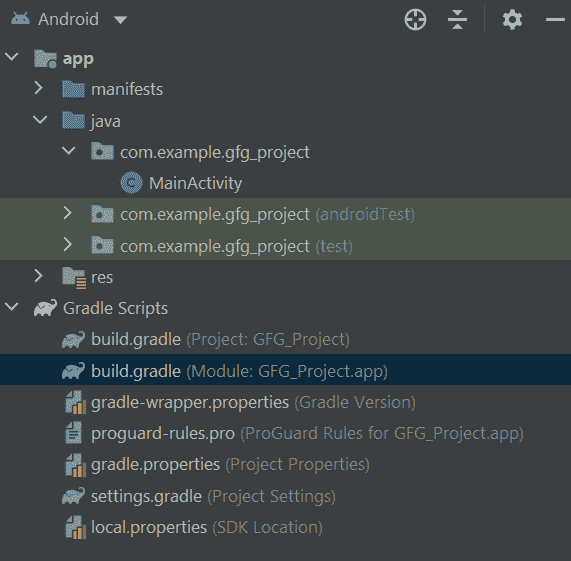 Android
app
manifests
java
com.example.gfg_project
MainActivity
com.example.gfg_project (androidTest)
com.example.gfg_project (test)
res
Gradle Scripts
build.gradle (Project: GFG_Project)
build.gradle (Module: GFG_Project.app)
gradle-wrapper.properties (Gradle Version)
proguard-rules.pro (ProGuard Rules for GFG_Project.app)
gradle.properties (Project Properties)
settings.gradle (Project Settings)
local.properties (SDK Location)